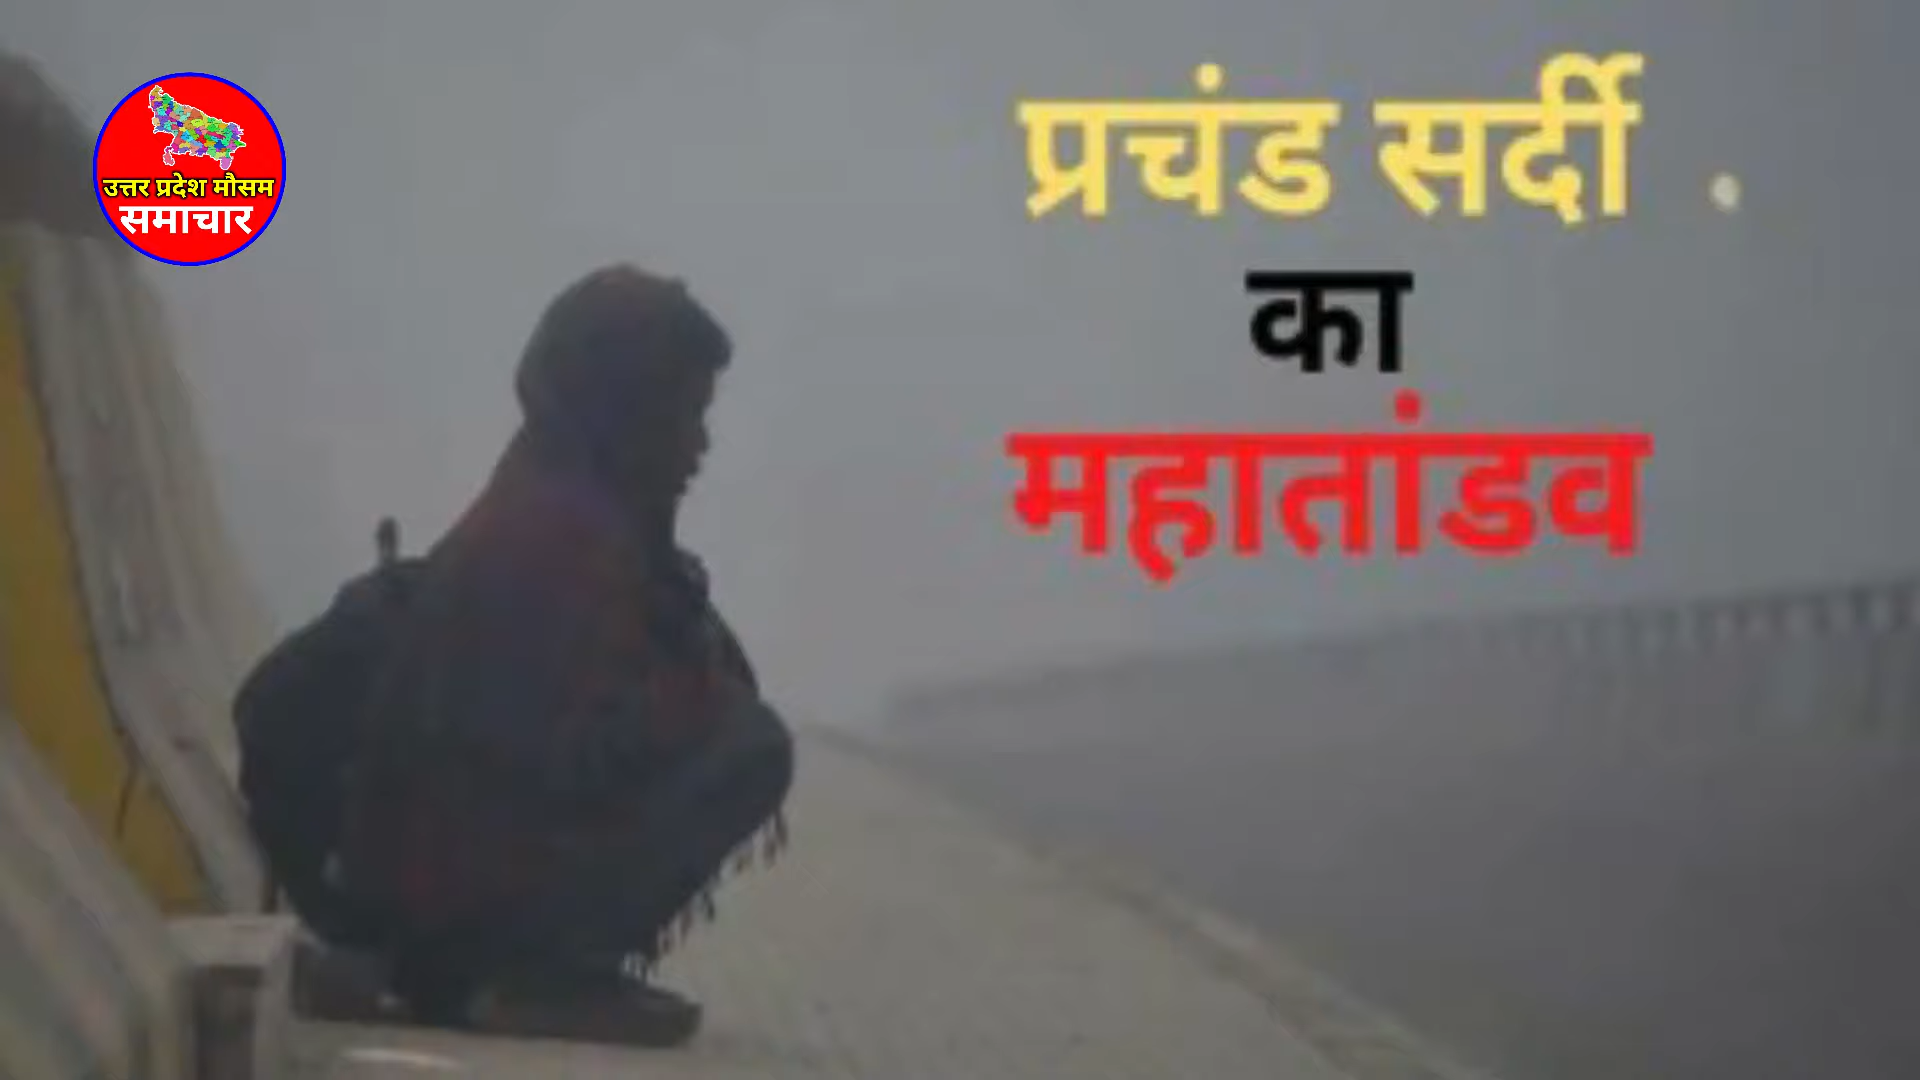 उत्तर प्रदेश मौसम
समाचार
प्रचंड सर्दी .
का
महातांडव